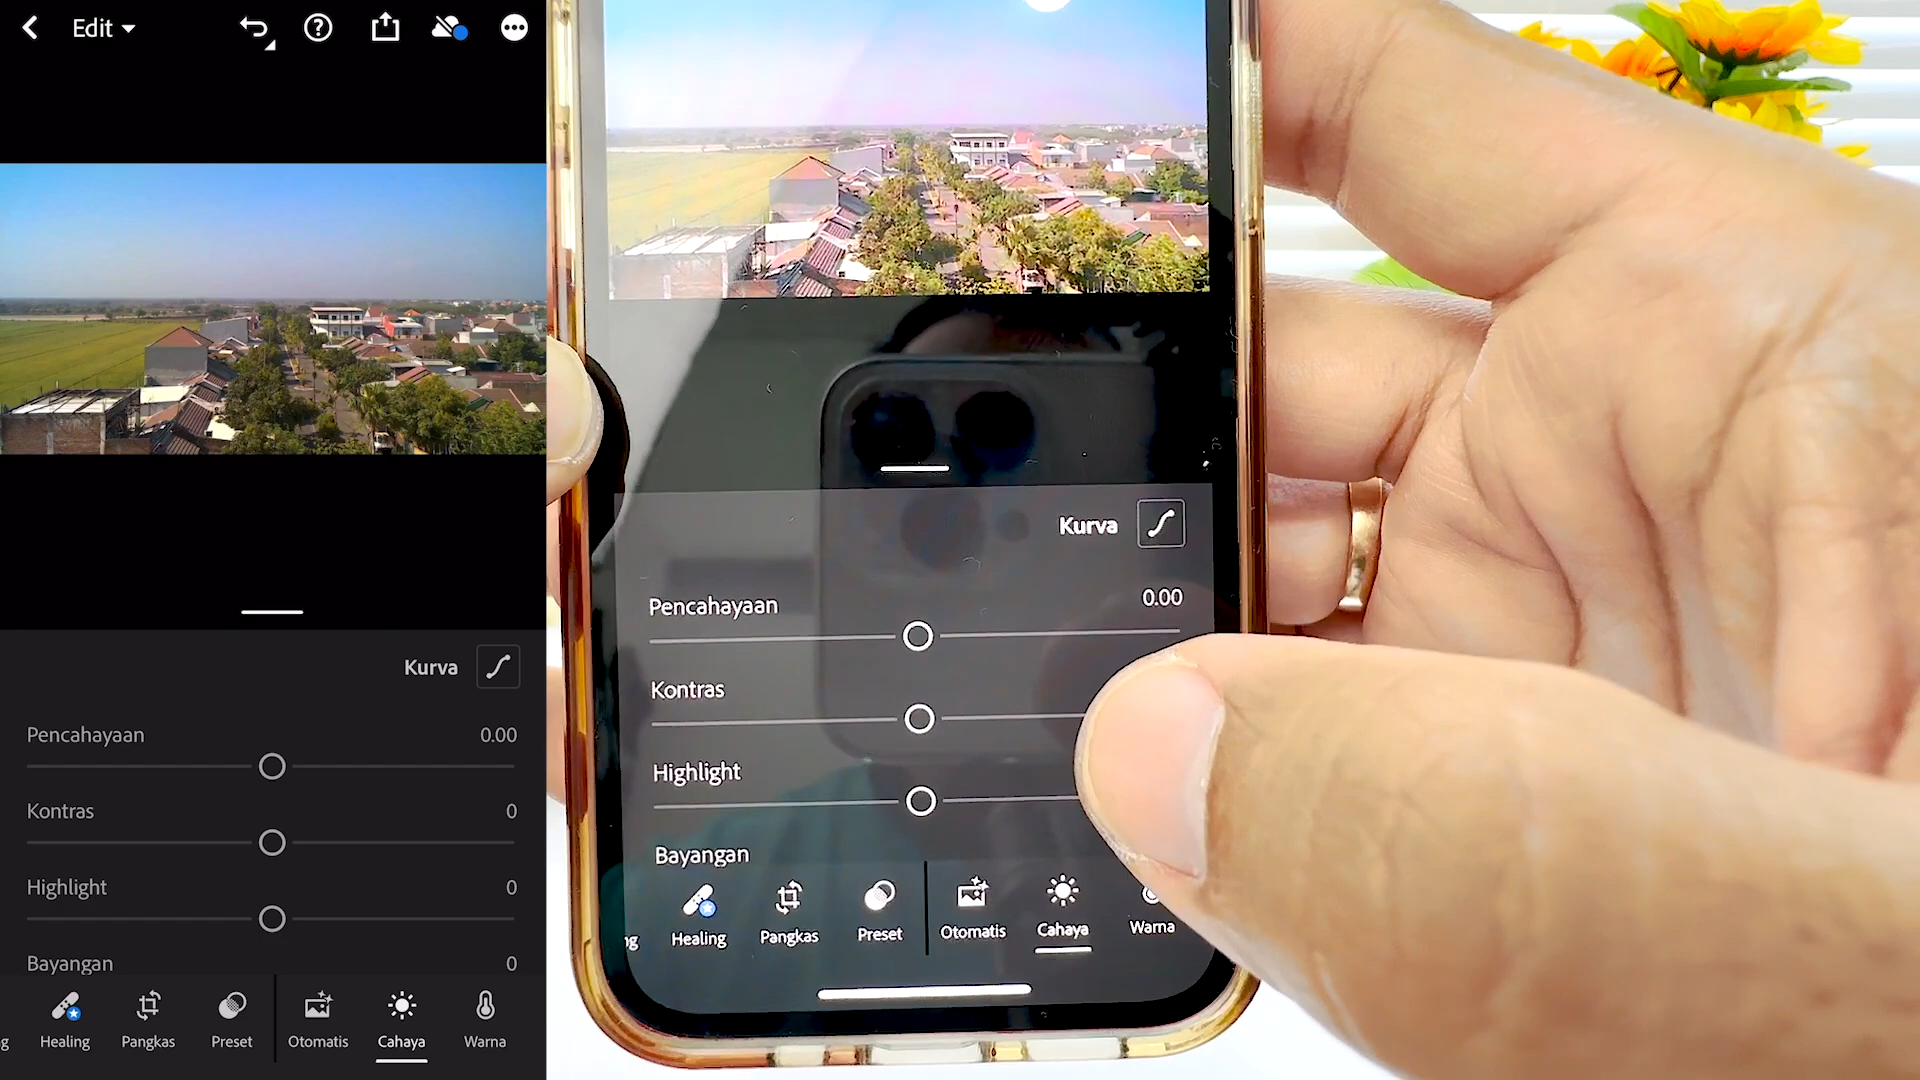 Edit
Kurva
Pencahayaan 0.00
Kontras 0
Highlight 0
Bayangan 0
g Healing Pangkas Preset Otomatis Cahaya Warna
Kurva
Pencahayaan 0.00
Kontras
Highlight
Bayangan
ng Healing Pangkas Preset Otomatis Cahaya Warna